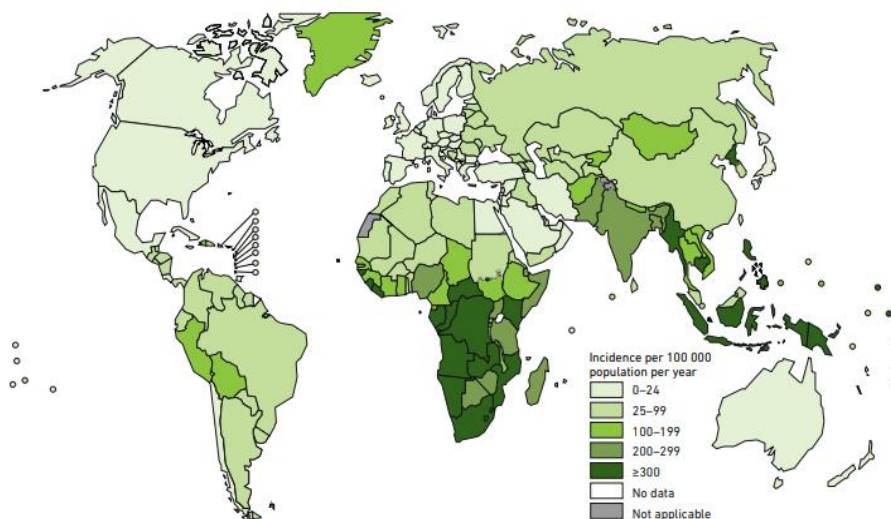 Incidence per 100 000
population per year
0–24
25–99
100–199
200–299
≥300
No data
Not applicable